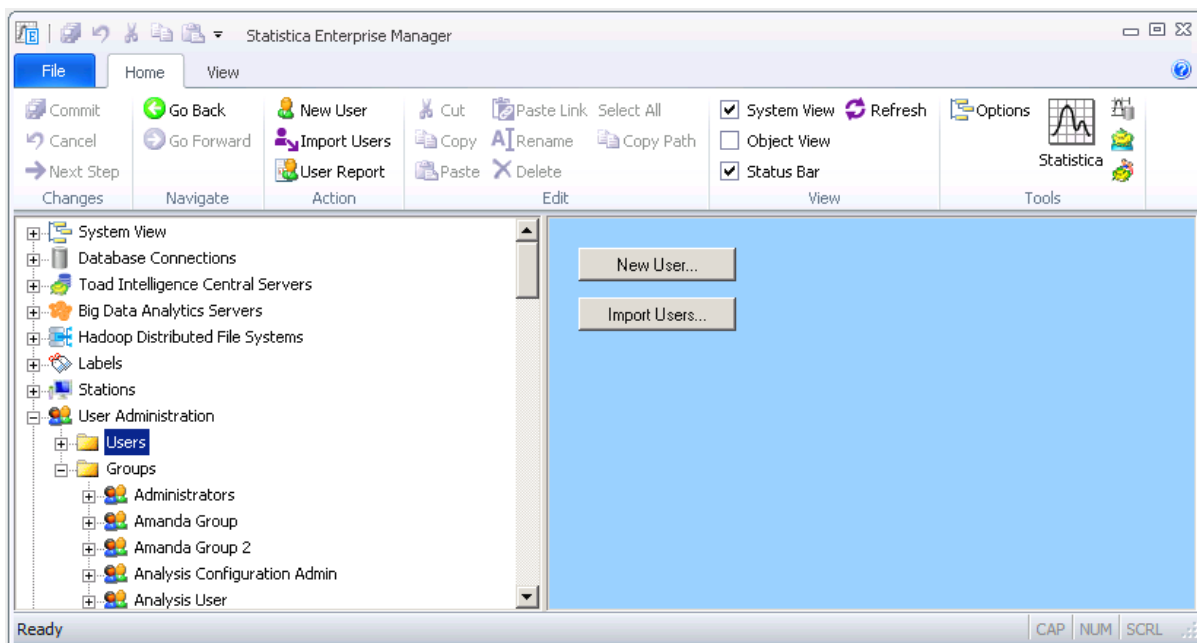 Statistica Enterprise Manager
File Home View
Commit Go Back New User Cut Paste Link Select All System View Refresh Options
Cancel Go Forward Import Users Copy Rename Copy Path Object View
Next Step User Report Paste Delete Status Bar Statistica
Changes Navigate Action Edit View Tools
System View
Database Connections
Toad Intelligence Central Servers
Big Data Analytics Servers
Hadoop Distributed File Systems
Labels
Stations
User Administration
Users
Groups
Administrators
Amanda Group
Amanda Group 2
Analysis Configuration Admin
Analysis User
New User...
Import Users...
Ready CAP NUM SCRL